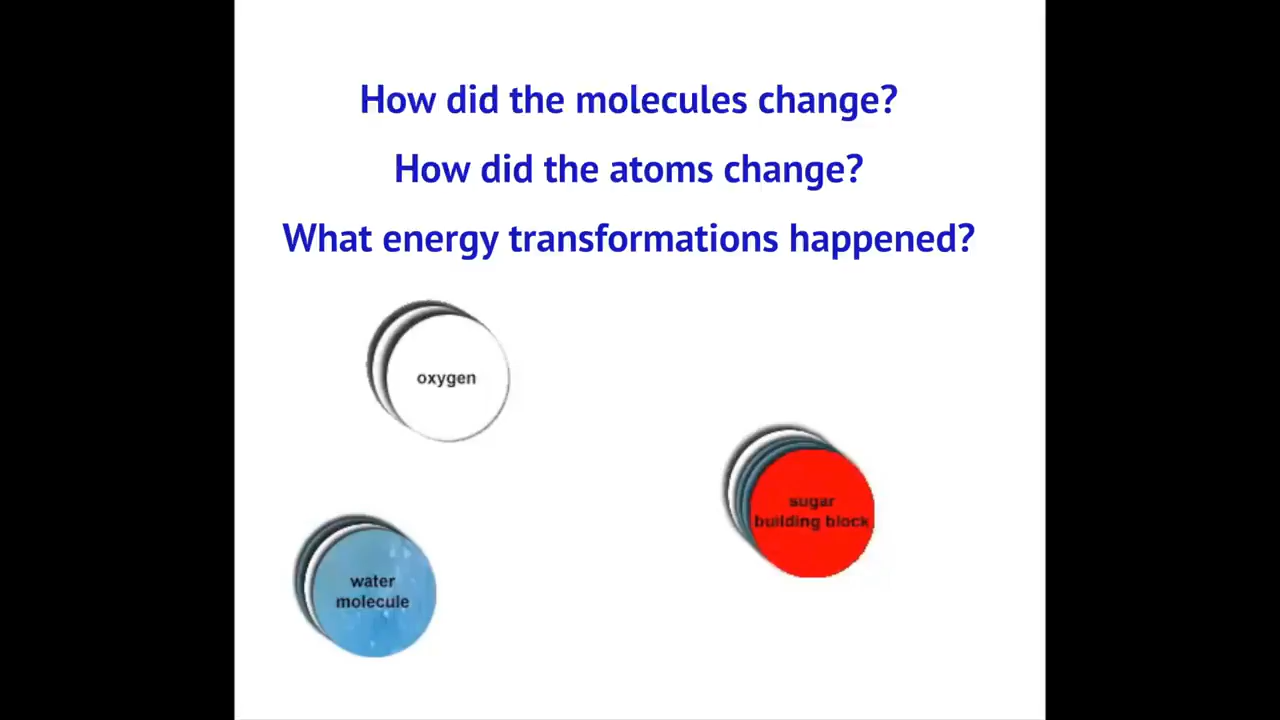 How did the molecules change?
How did the atoms change?
What energy transformations happened?
oxygen
sugar
building block
water
molecule